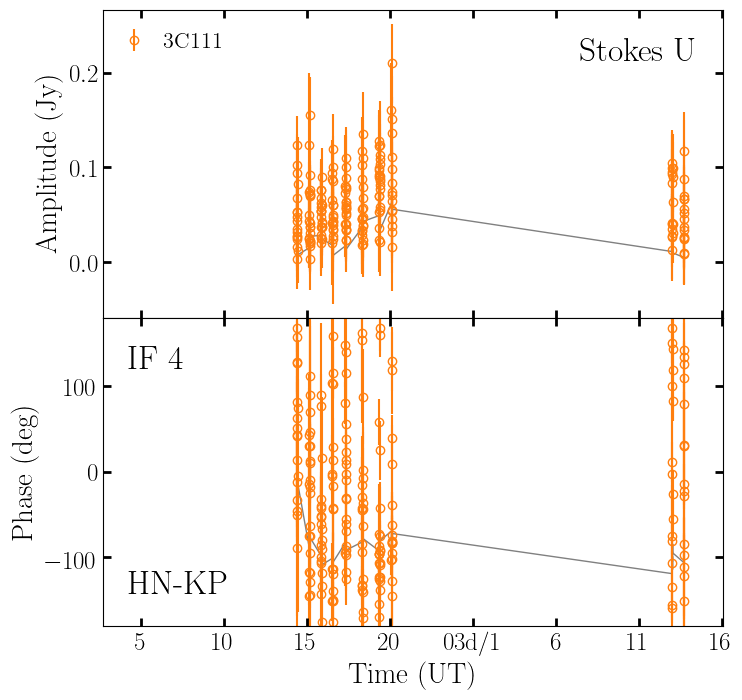 3C111
Stokes U
Amplitude (Jy)
0.2
0.1
0.0
IF 4
HN-KP
Phase (deg)
100
0
−100
5 10 15 20 03d/1 6 11 16
Time (UT)